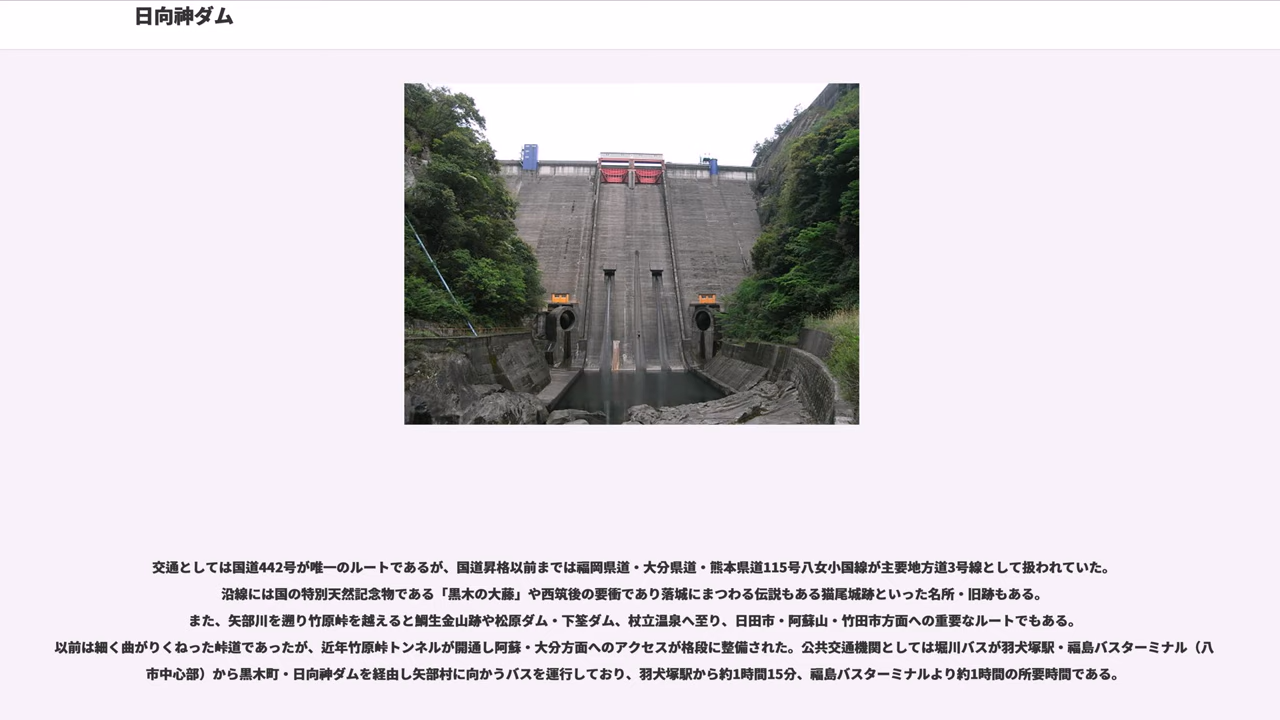 日向神ダム
交通としては国道442号が唯一のルートであるが、国道昇格以前までは福岡県道・大分県道・熊本県道115号八女小国線が主要地方道3号線として扱われていた。
沿線には国の特別天然記念物である「黒木の大藤」や西筑後の要衝であり落城にまつわる伝説もある猫尾城跡といった名所・旧跡もある。
また、矢部川を遡り竹原峠を越えると鯛生金山跡や松原ダム・下筌ダム、杖立温泉へ至り、日田市・阿蘇山・竹田市方面への重要なルートでもある。
以前は細く曲がりくねった峠道であったが、近年竹原峠トンネルが開通し阿蘇・大分方面へのアクセスが格段に整備された。公共交通機関としては堀川バスが羽犬塚駅・福島バスターミナル（八
市中心部）から黒木町・日向神ダムを経由し矢部村に向かうバスを運行しており、羽犬塚駅から約1時間15分、福島バスターミナルより約1時間の所要時間である。